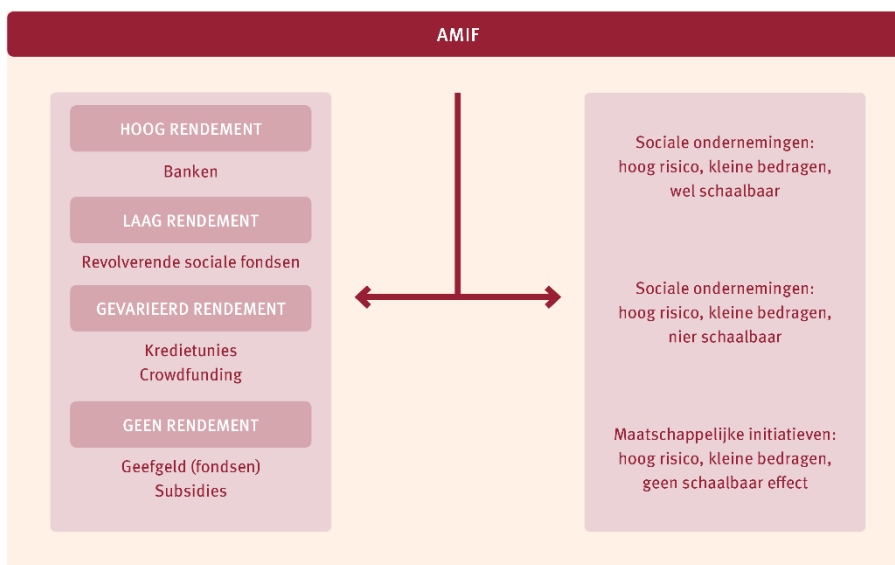 AMIF
HOOG RENDEMENT
Banken
LAAG RENDEMENT
Revolverende sociale fondsen
GEVARIEERD RENDEMENT
Kredietunies
Crowdfunding
GEEN RENDEMENT
Geefgeld (fondsen)
Subsidies
Sociale ondernemingen:
hoog risico, kleine bedragen,
wel schaalbaar
Sociale ondernemingen:
hoog risico, kleine bedragen,
nier schaalbaar
Maatschappelijke initiatieven:
hoog risico, kleine bedragen,
geen schaalbaar effect